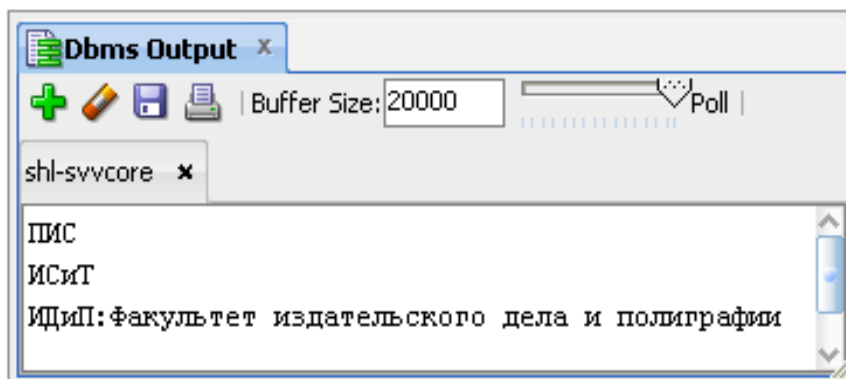 Dbms Output x
Buffer Size: 20000 Poll
shl-svvcore x
ПИС
ИСиТ
ИДиП:Факультет издательского дела и полиграфии